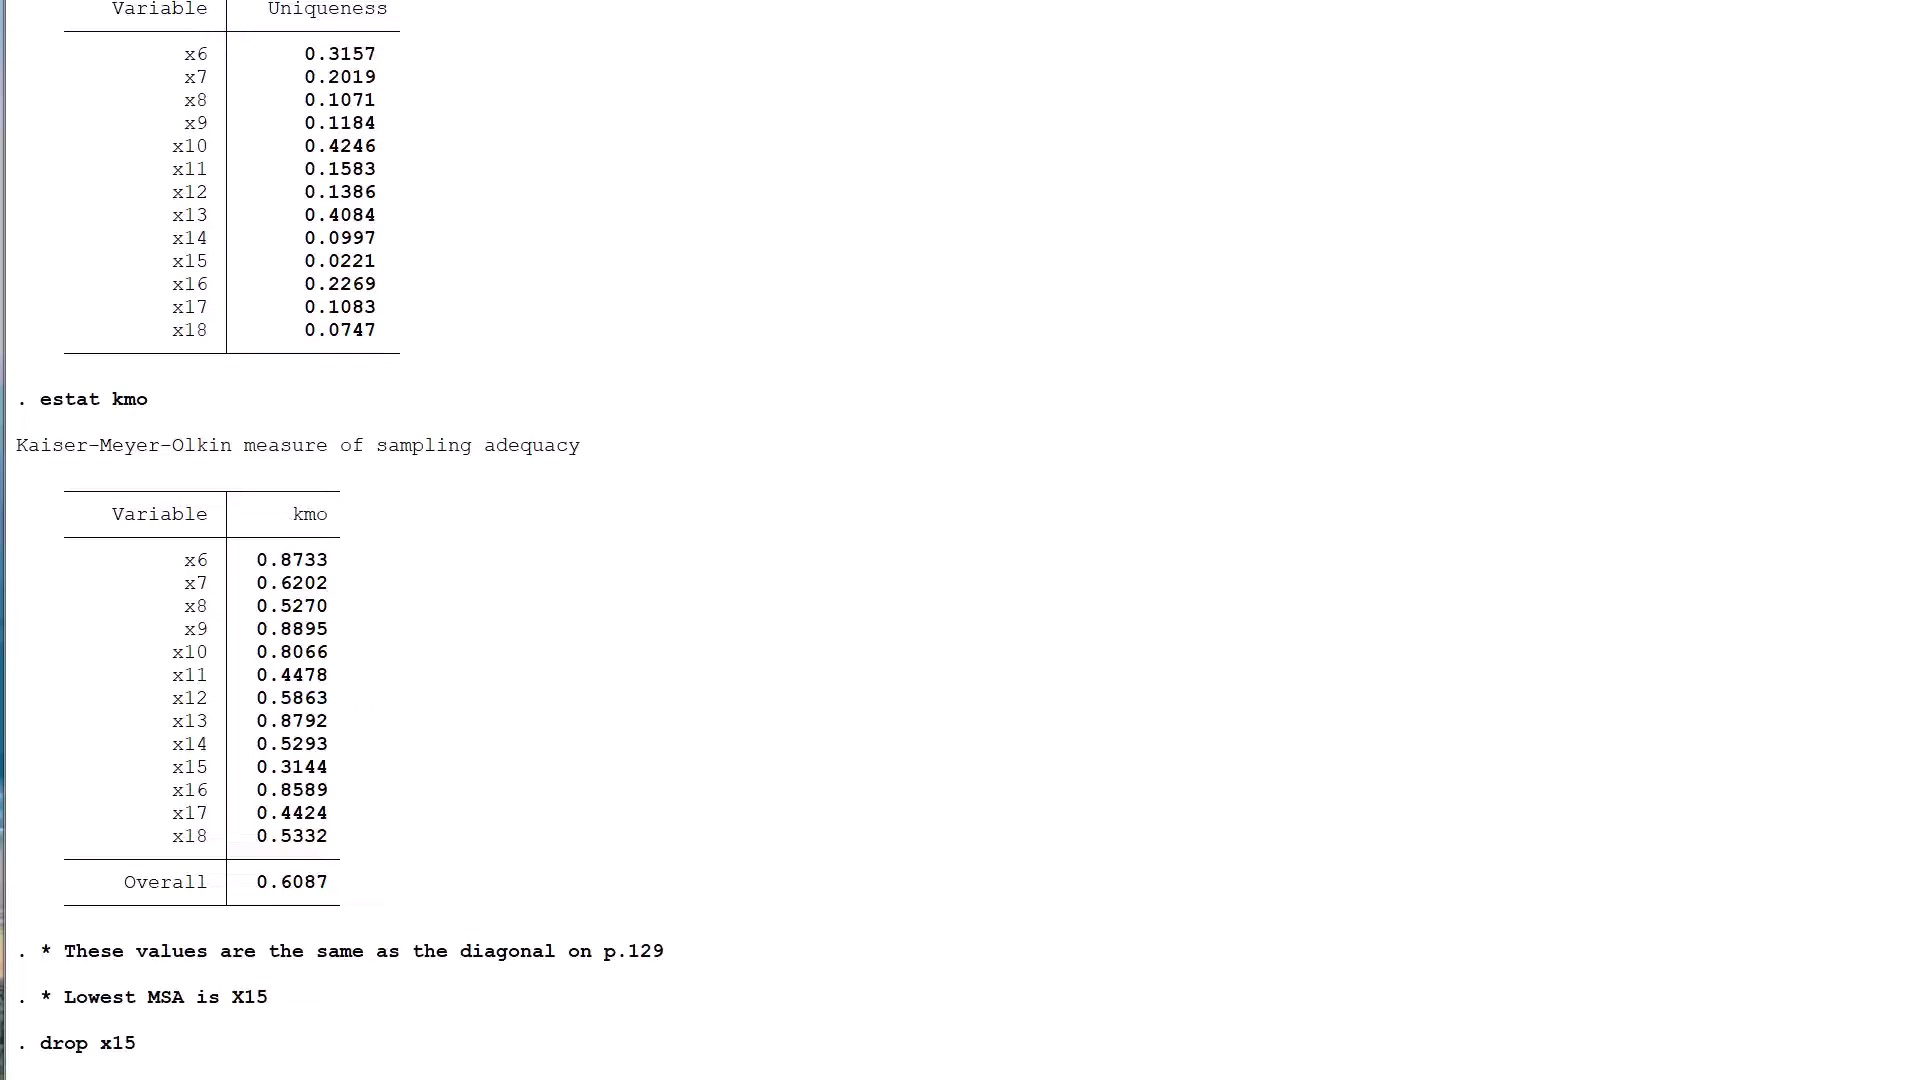 Variable Uniqueness
x6 0.3157
x7 0.2019
x8 0.1071
x9 0.1184
x10 0.4246
x11 0.1583
x12 0.1386
x13 0.4084
x14 0.0997
x15 0.0221
x16 0.2269
x17 0.1083
x18 0.0747
. estat kmo
Kaiser-Meyer-Olkin measure of sampling adequacy
Variable kmo
x6 0.8733
x7 0.6202
x8 0.5270
x9 0.8895
x10 0.8066
x11 0.4478
x12 0.5863
x13 0.8792
x14 0.5293
x15 0.3144
x16 0.8589
x17 0.4424
x18 0.5332
Overall 0.6087
. * These values are the same as the diagonal on p.129
. * Lowest MSA is X15
. drop x15